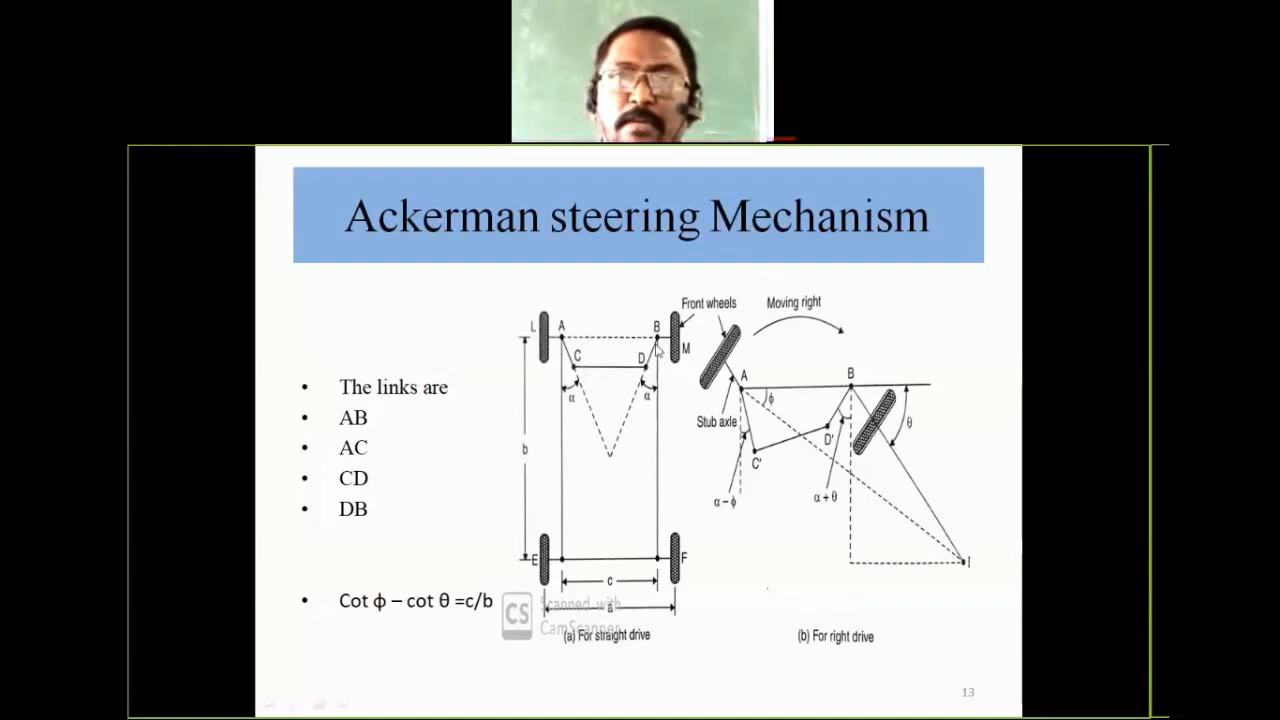 Ackerman steering Mechanism
Front wheels
Moving right
L
A
B
M
C
D
α
α
b
E
F
c
a
(a) For straight drive
A
B
ϕ
θ
Stub axle
C'
D'
α – ϕ
α + θ
I
(b) For right drive
• The links are
• AB
• AC
• CD
• DB
• Cot ϕ – cot θ =c/b
CS
Scanned with
CamScanner
13